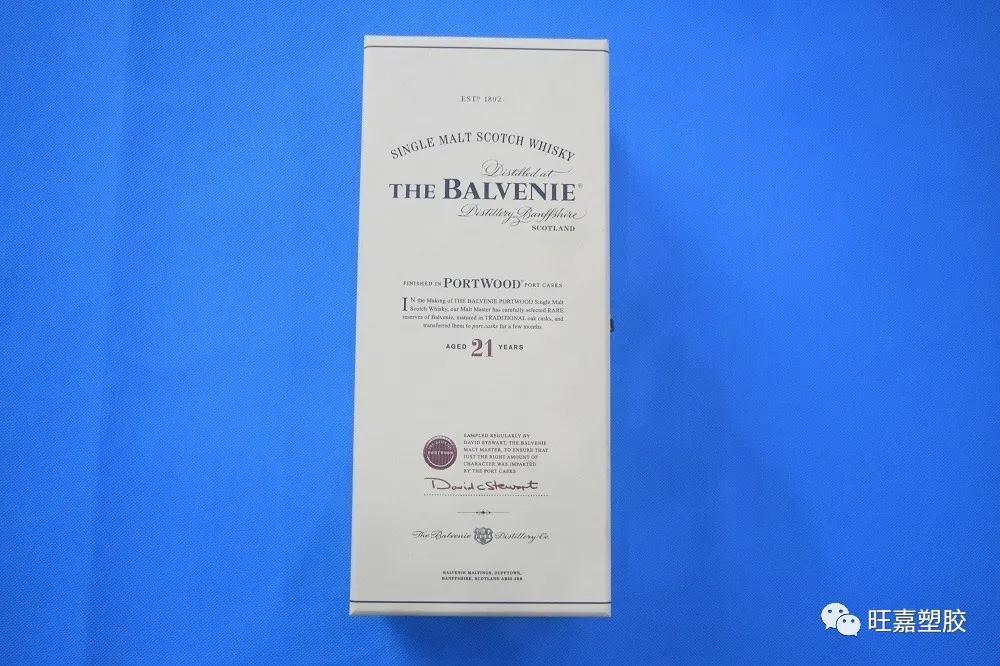 ESTD 1892
SINGLE MALT SCOTCH WHISKY
Distilled at
THE BALVENIE®
Distillery, Banffshire
SCOTLAND
FINISHED IN PORTWOOD® PORT CASKS
IN the Making of THE BALVENIE PORTWOOD Single Malt
Scotch Whisky, our Malt Master has carefully selected RARE
reserves of Balvenie, matured in TRADITIONAL oak casks, and
transferred them to port casks for a few months.
AGED 21 YEARS
SAMPLED REGULARLY BY
DAVID STEWART, THE BALVENIE
MALT MASTER, TO ENSURE THAT
JUST THE RIGHT AMOUNT OF
CHARACTER WAS IMPARTED
BY THE PORT CASKS
PORTWOOD
David C Stewart
The Balvenie Distillery Co.
BALVENIE MALTINGS, DUFFTOWN,
BANFFSHIRE, SCOTLAND AB55 4BB
旺嘉塑胶